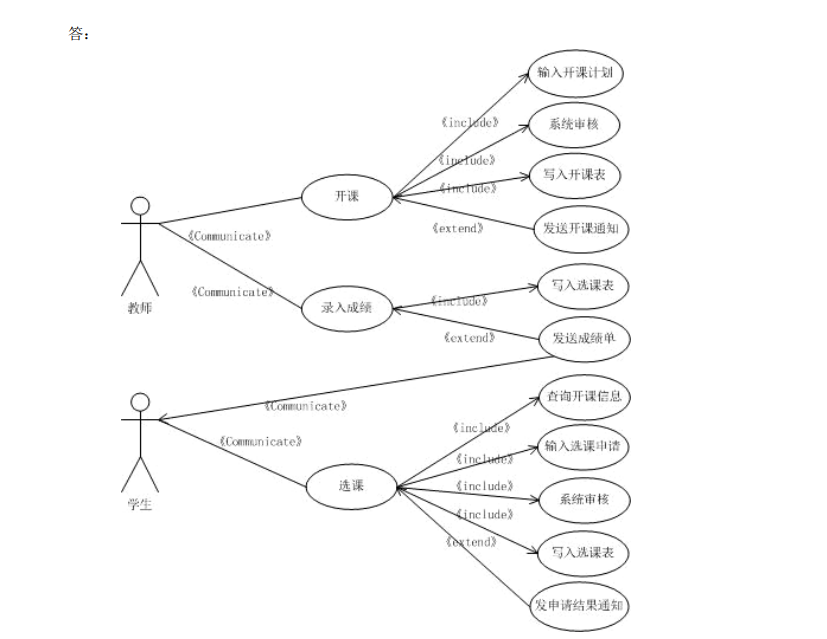 答：
输入开课计划
《include》
系统审核
《include》
写入开课表
《include》
开课
发送开课通知
《extend》
《Communicate》
写入选课表
《Communicate》
《include》
录入成绩
教师
《extend》
发送成绩单
查询开课信息
《Communicate》
《include》
《Communicate》
输入选课申请
《include》
选课
《include》
系统审核
学生
《include》
《extend》
写入选课表
发申请结果通知